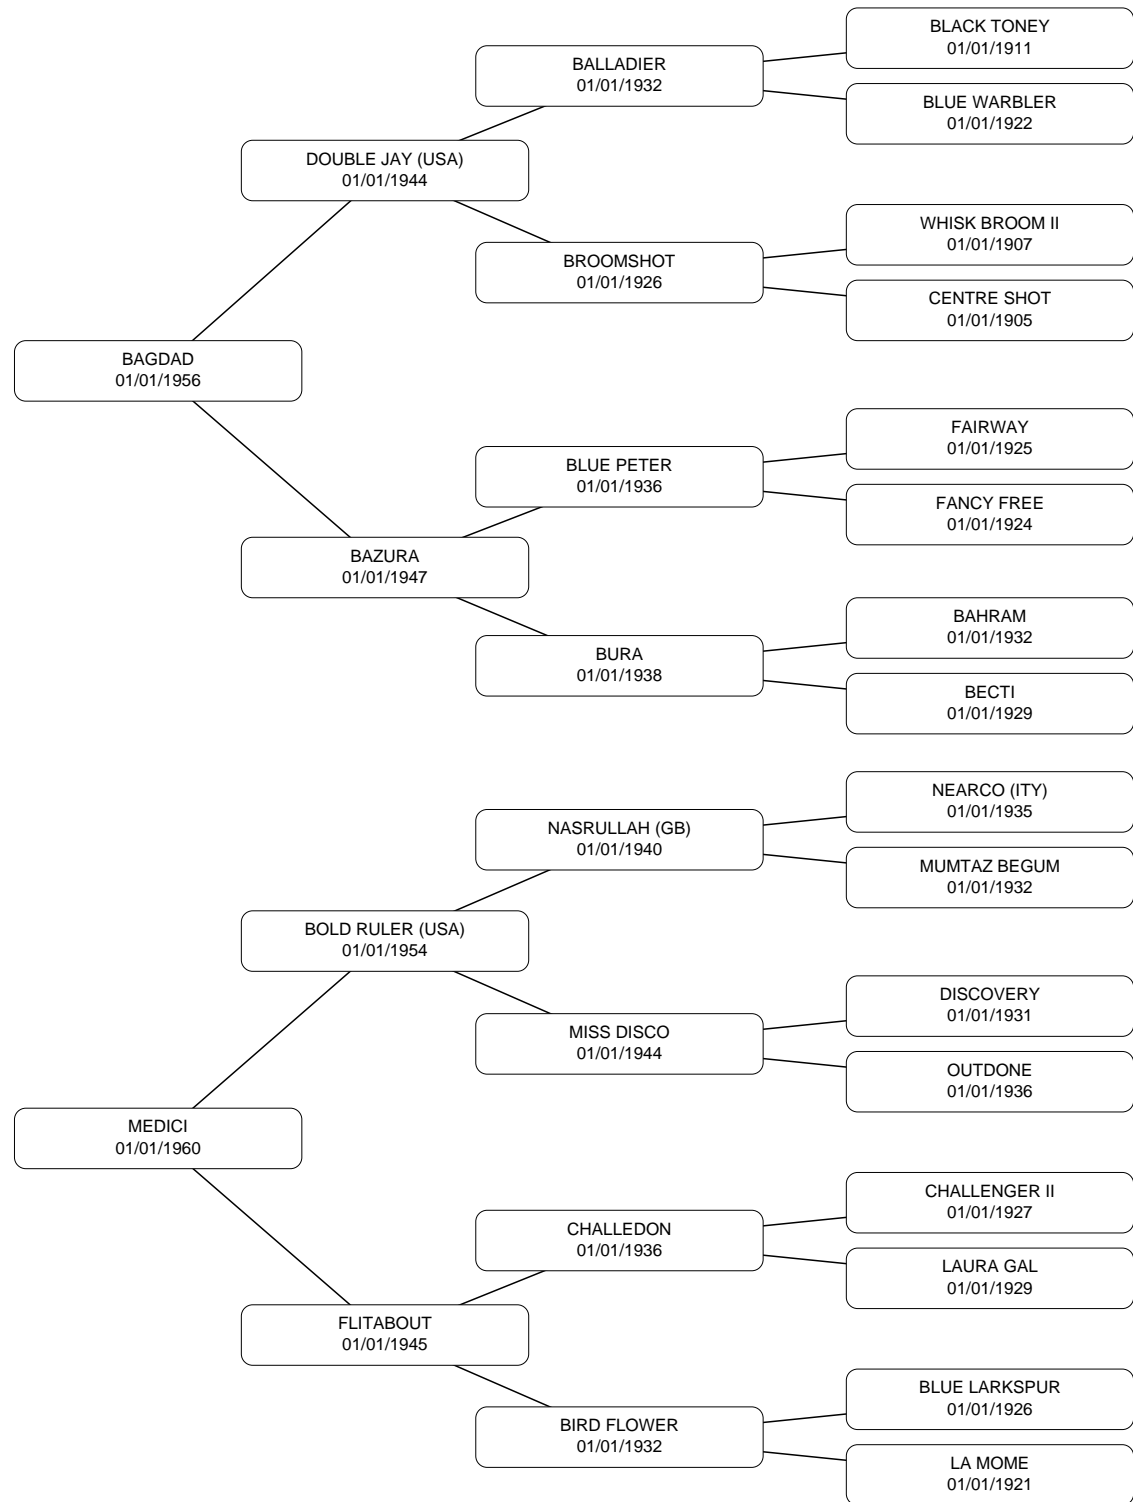 BLACK TONEY
01/01/1911
BALLADIER
01/01/1932
BLUE WARBLER
01/01/1922
DOUBLE JAY (USA)
01/01/1944
WHISK BROOM II
01/01/1907
BROOMSHOT
01/01/1926
CENTRE SHOT
01/01/1905
BAGDAD
01/01/1956
FAIRWAY
01/01/1925
BLUE PETER
01/01/1936
FANCY FREE
01/01/1924
BAZURA
01/01/1947
BAHRAM
01/01/1932
BURA
01/01/1938
BECTI
01/01/1929
NEARCO (ITY)
01/01/1935
NASRULLAH (GB)
01/01/1940
MUMTAZ BEGUM
01/01/1932
BOLD RULER (USA)
01/01/1954
DISCOVERY
01/01/1931
MISS DISCO
01/01/1944
OUTDONE
01/01/1936
MEDICI
01/01/1960
CHALLENGER II
01/01/1927
CHALLEDON
01/01/1936
LAURA GAL
01/01/1929
FLITABOUT
01/01/1945
BLUE LARKSPUR
01/01/1926
BIRD FLOWER
01/01/1932
LA MOME
01/01/1921